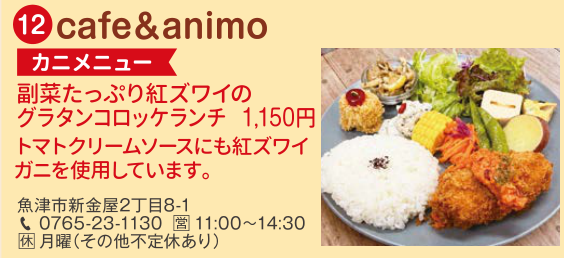 12 cafe&animo
カニメニュー
副菜たっぷり紅ズワイの
グラタンコロッケランチ 1,150円
トマトクリームソースにも紅ズワイ
ガニを使用しています。
魚津市新金屋2丁目8-1
0765-23-1130 営 11:00〜14:30
休 月曜(その他不定休あり)